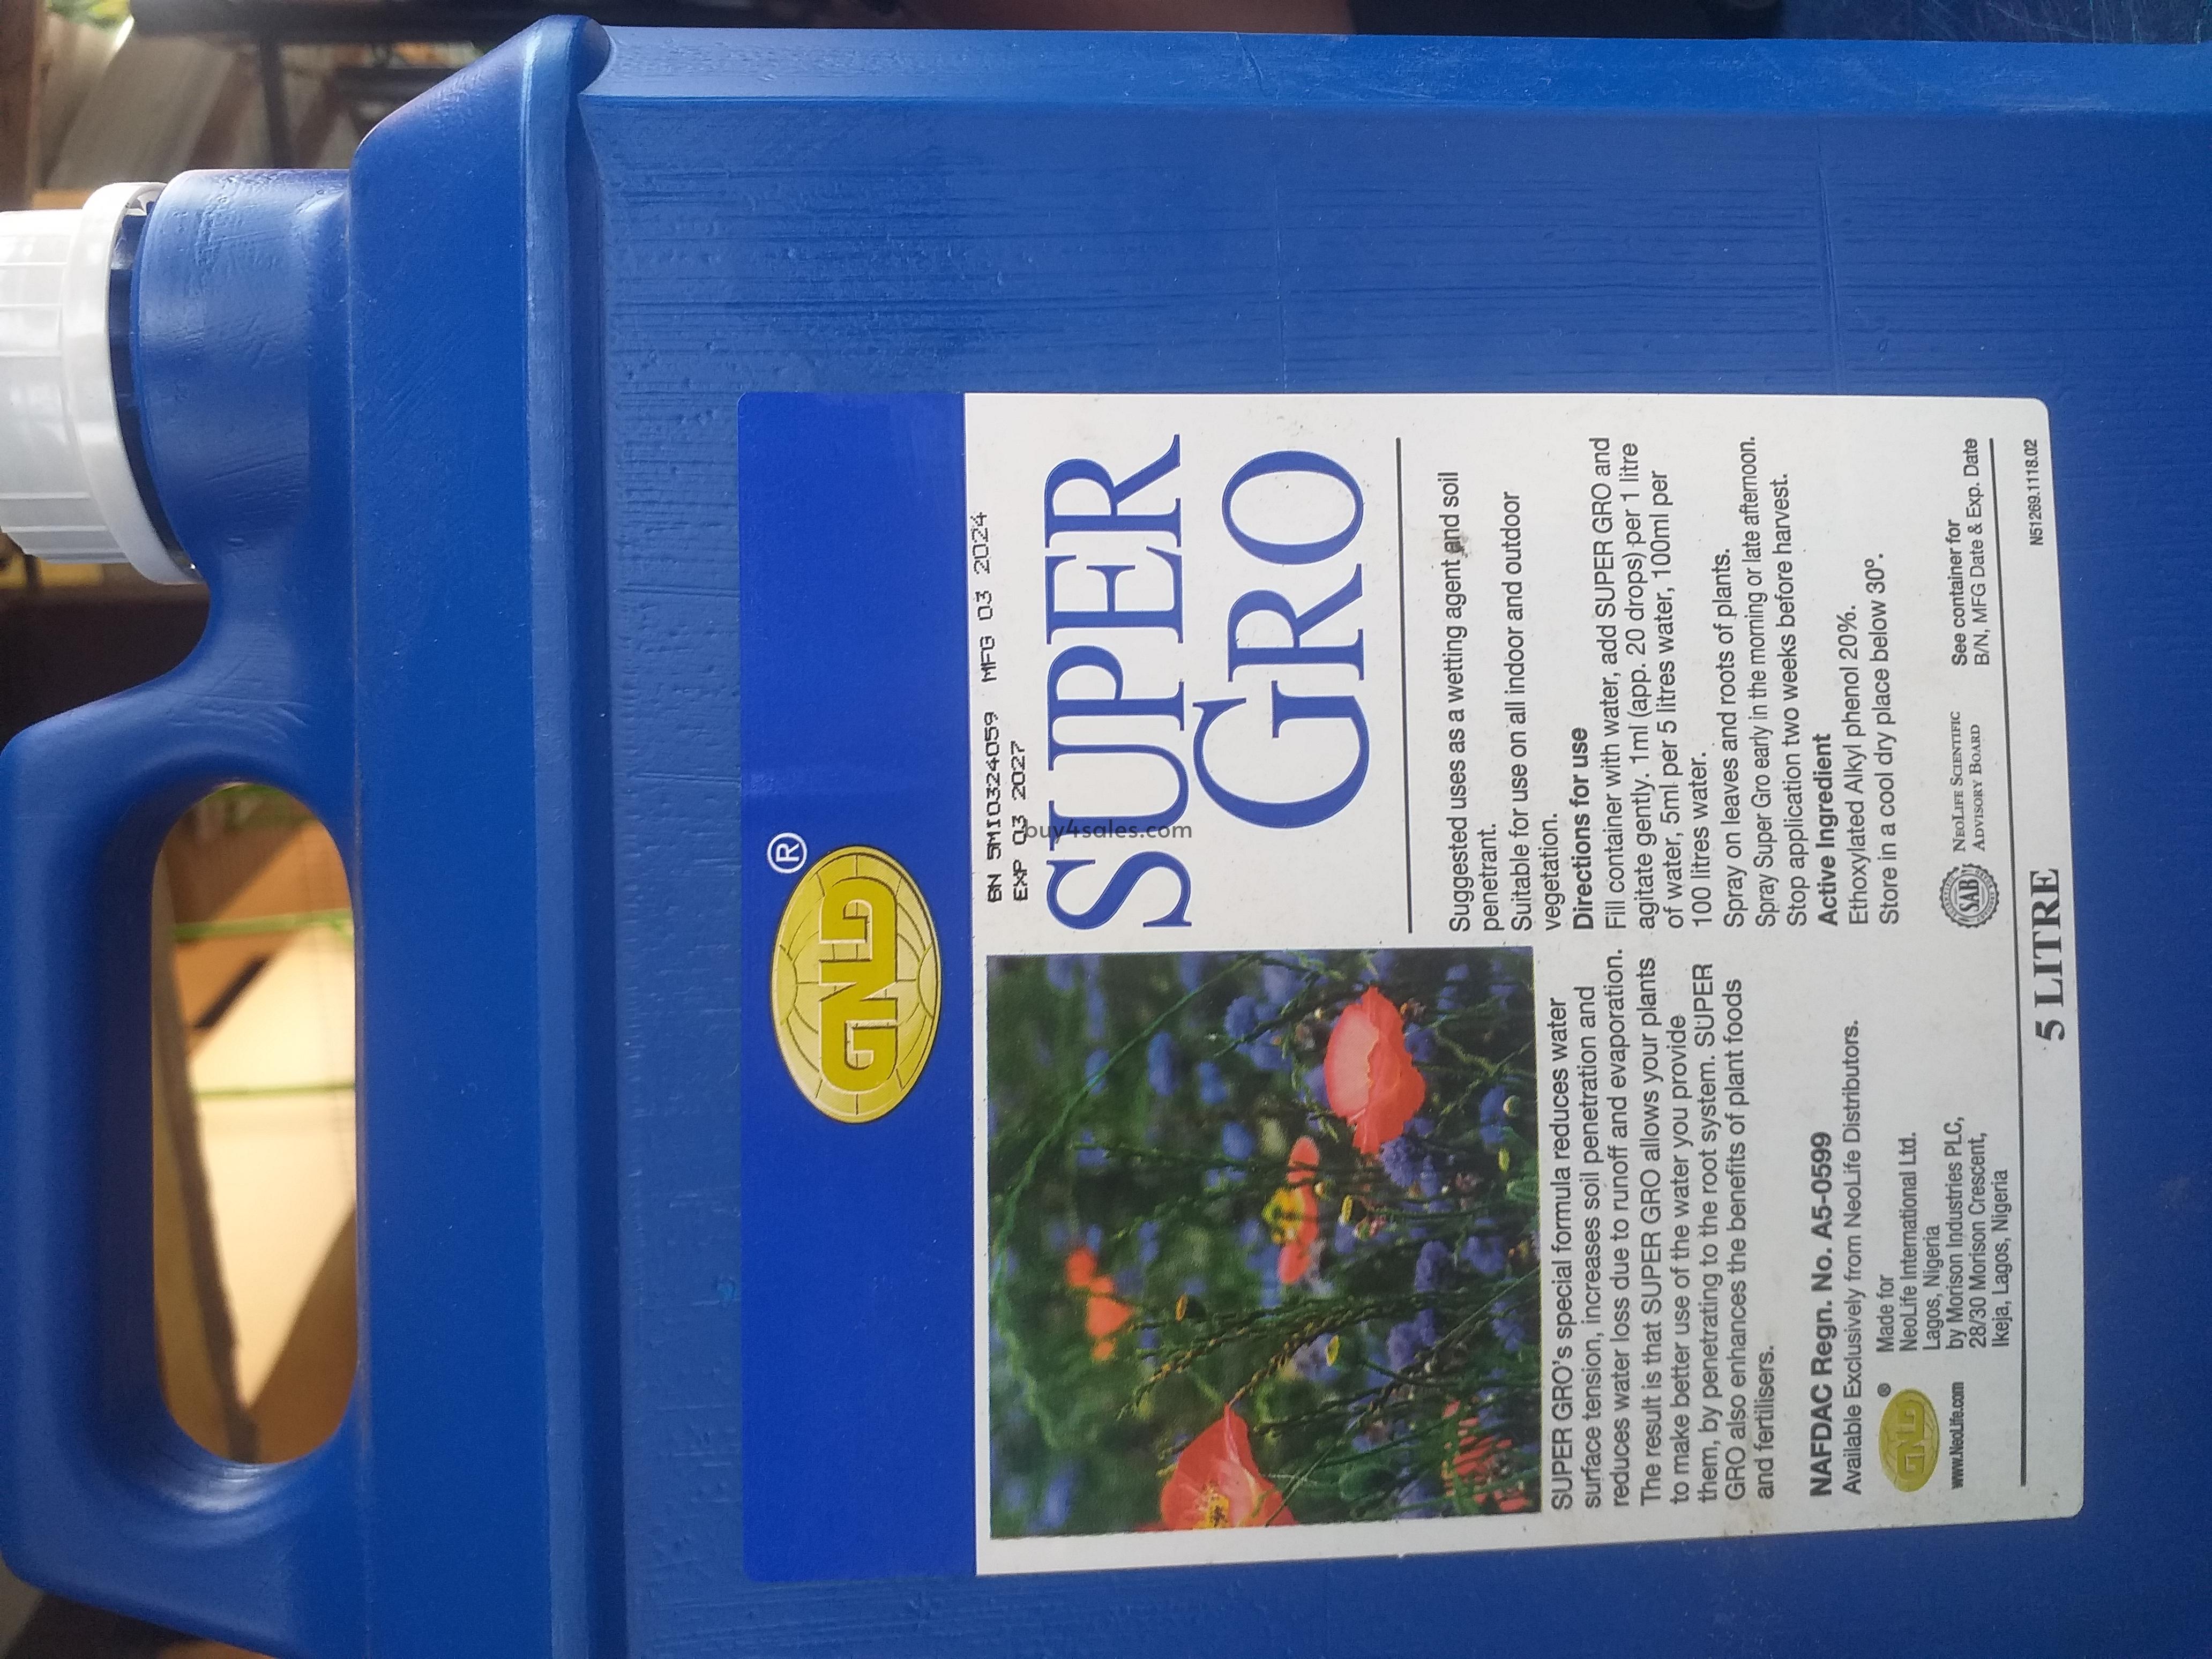 GNLD ®
BN 5MI0324059 MFG 03 2024
EXP 03 2027
SUPER
GRO
buy4sales.com
SUPER GRO's special formula reduces water
surface tension, increases soil penetration and
reduces water loss due to runoff and evaporation.
The result is that SUPER GRO allows your plants
to make better use of the water you provide
them, by penetrating to the root system. SUPER
GRO also enhances the benefits of plant foods
and fertilisers.
NAFDAC Regn. No. A5-0599
Available Exclusively from NeoLife Distributors.
GNLD ®
www.NeoLife.com
Made for
NeoLife International Ltd.
Lagos, Nigeria
by Morison Industries PLC,
28/30 Morison Crescent,
Ikeja, Lagos, Nigeria
Suggested uses as a wetting agent and soil
penetrant.
Suitable for use on all indoor and outdoor
vegetation.
Directions for use
Fill container with water, add SUPER GRO and
agitate gently. 1ml (app. 20 drops) per 1 litre
of water, 5ml per 5 litres water, 100ml per
100 litres water.
Spray on leaves and roots of plants.
Spray Super Gro early in the morning or late afternoon.
Stop application two weeks before harvest.
Active Ingredient
Ethoxylated Alkyl phenol 20%.
Store in a cool dry place below 30º.
SAB
NEOLIFE SCIENTIFIC
ADVISORY BOARD
See container for
B/N, MFG Date & Exp. Date
5 LITRE
N51269.1118.02